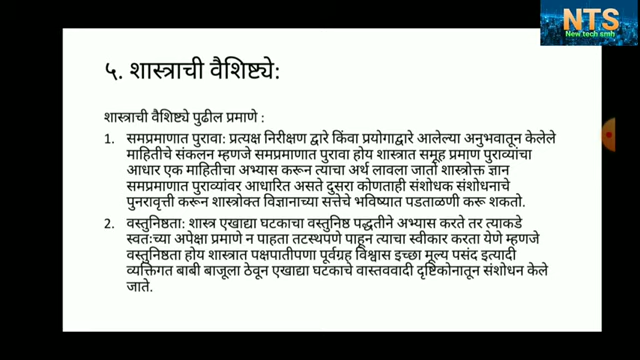 NTS
New tech smh
५. शास्त्राची वैशिष्ट्ये:
शास्त्राची वैशिष्ट्ये पुढील प्रमाणे :
1. समप्रमाणात पुरावा: प्रत्यक्ष निरीक्षण द्वारे किंवा प्रयोगाद्वारे आलेल्या अनुभवातून केलेले
माहितीचे संकलन म्हणजे समप्रमाणात पुरावा होय शास्त्रात समूह प्रमाण पुराव्यांचा
आधार एक माहितीचा अभ्यास करून त्याचा अर्थ लावला जातो शास्त्रोक्त ज्ञान
समप्रमाणात पुराव्यांवर आधारित असते दुसरा कोणताही संशोधक संशोधनाचे
पुनरावृत्ती करून शास्त्रोक्त विज्ञानाच्या सत्तेचे भविष्यात पडताळणी करू शकतो.
2. वस्तुनिष्ठता: शास्त्र एखाद्या घटकाचा वस्तुनिष्ठ पद्धतीने अभ्यास करते तर त्याकडे
स्वतःच्या अपेक्षा प्रमाणे न पाहता तटस्थपणे पाहून त्याचा स्वीकार करता येणे म्हणजे
वस्तुनिष्ठता होय शास्त्रात पक्षपातीपणा पूर्वग्रह विश्वास इच्छा मूल्य पसंद इत्यादी
व्यक्तिगत बाबी बाजूला ठेवून एखाद्या घटकाचे वास्तववादी दृष्टिकोनातून संशोधन केले
जाते.